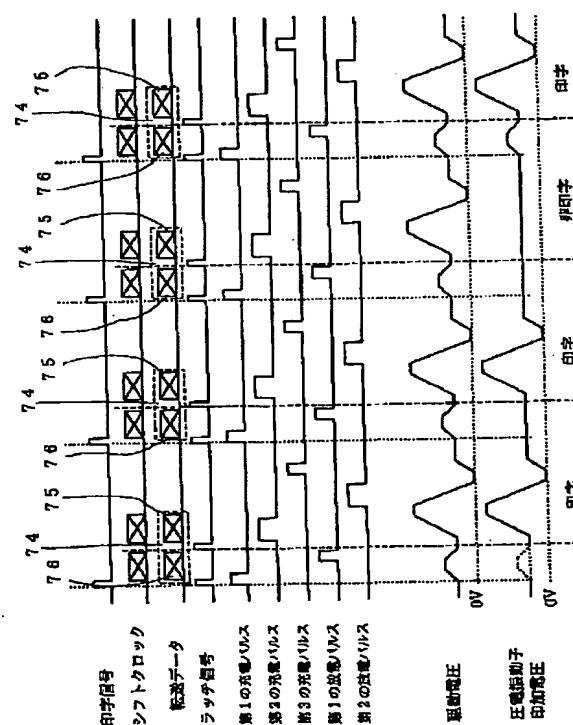 76 74 75 76 74 75 76 74 75 76 74 75
印字信号
シフトクロック
転送データ
ラッチ信号
第1の充電パルス
第2の充電パルス
第3の充電パルス
第1の放電パルス
第2の放電パルス
駆動電圧
0V
圧電振動子
印加電圧
0V
印字 印字 非印字 印字